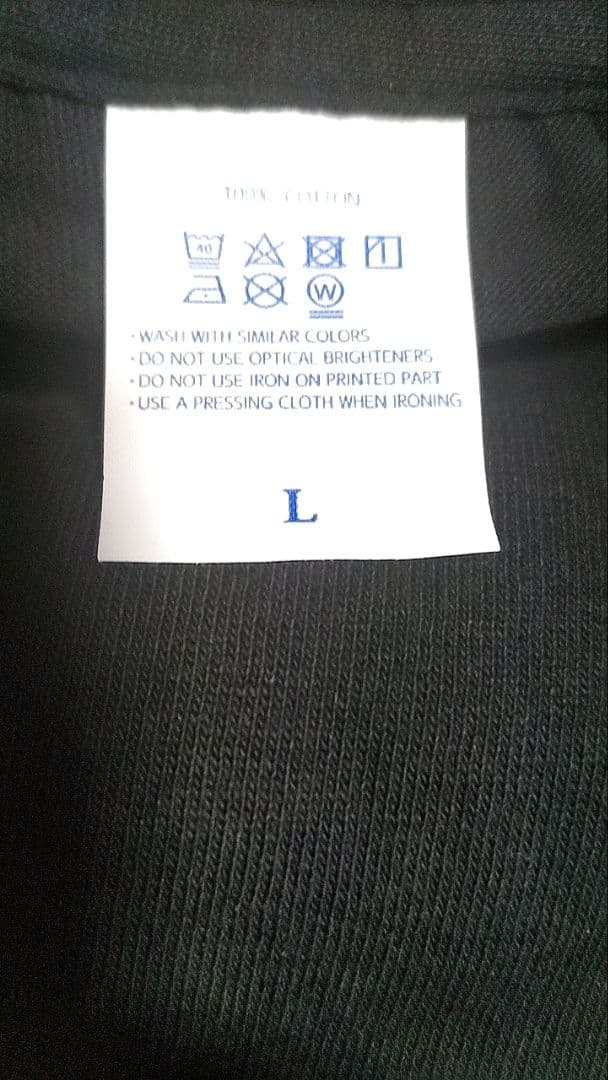 100% COTTON
40
W
· WASH WITH SIMILAR COLORS
· DO NOT USE OPTICAL BRIGHTENERS
· DO NOT USE IRON ON PRINTED PART
· USE A PRESSING CLOTH WHEN IRONING
L